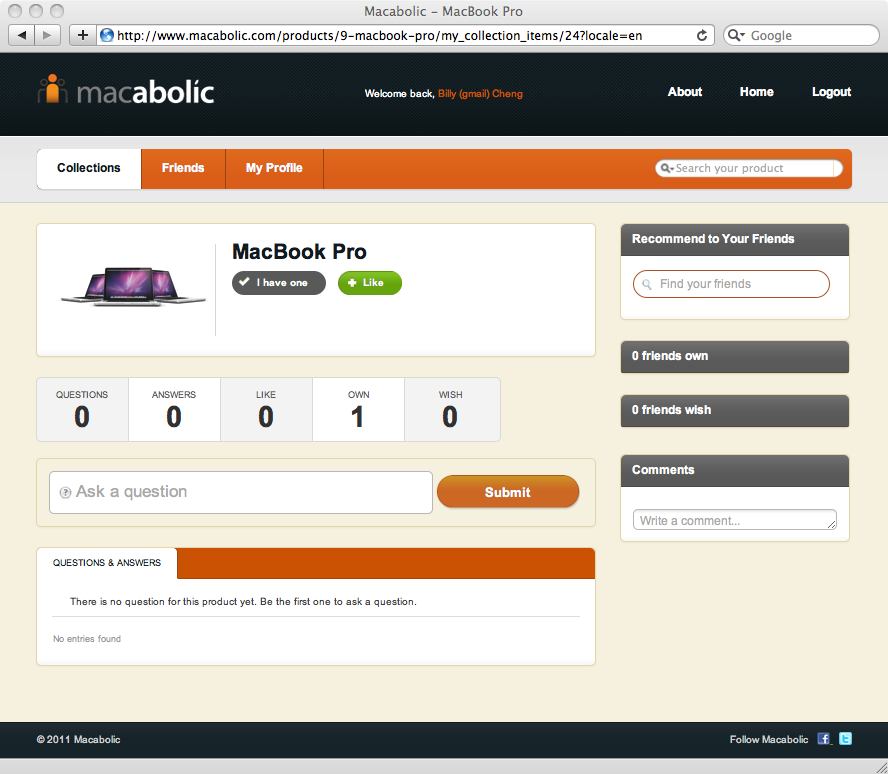 Macabolic – MacBook Pro
http://www.macabolic.com/products/9-macbook-pro/my_collection_items/24?locale=en
Google
macabolic
Welcome back, Billy (gmail) Cheng
About Home Logout
Collections Friends My Profile
Search your product
MacBook Pro
I have one
Like
QUESTIONS ANSWERS LIKE OWN WISH
0 0 0 1 0
Ask a question
Submit
QUESTIONS & ANSWERS
There is no question for this product yet. Be the first one to ask a question.
No entries found
Recommend to Your Friends
Find your friends
0 friends own
0 friends wish
Comments
Write a comment...
© 2011 Macabolic
Follow Macabolic